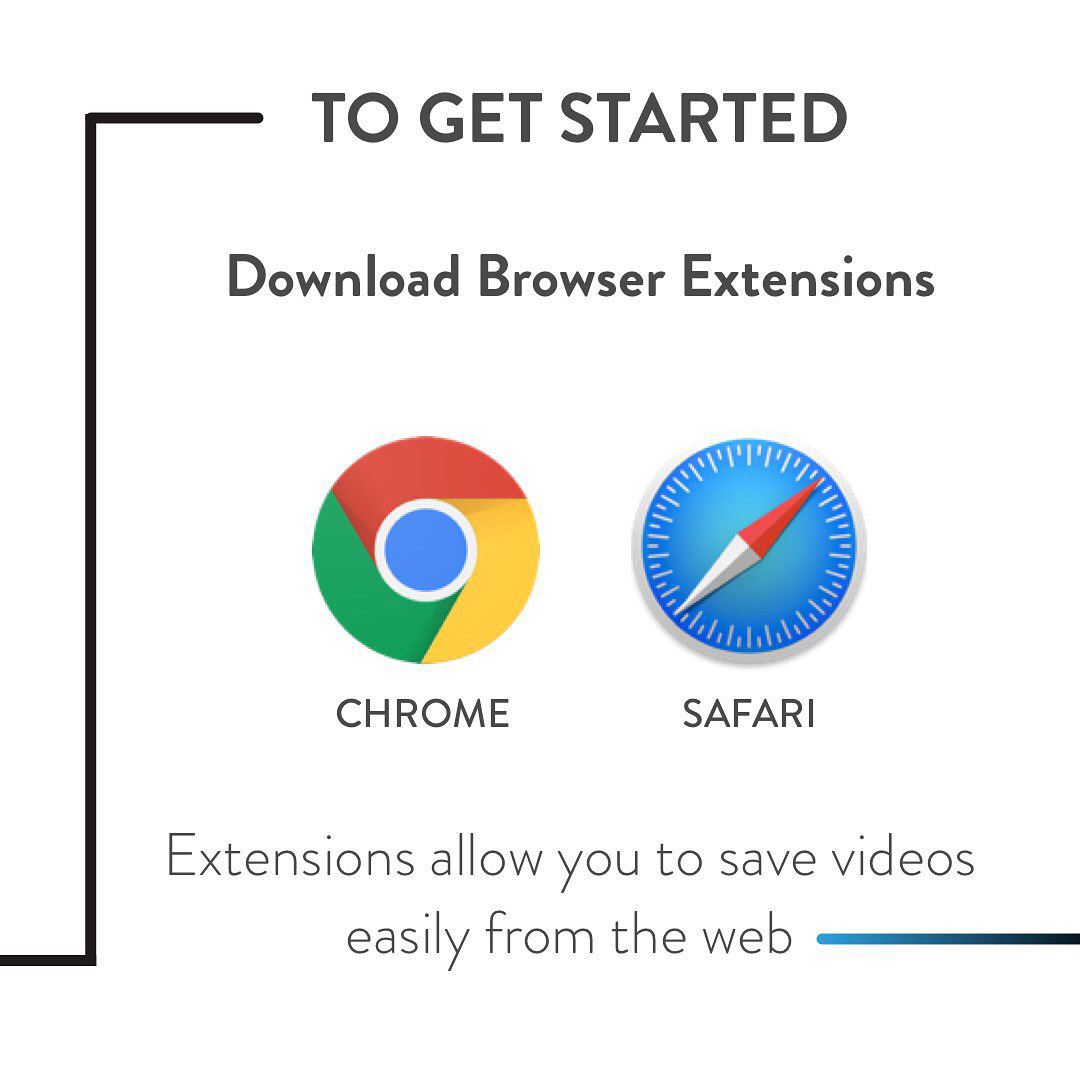 TO GET STARTED
Download Browser Extensions
CHROME
SAFARI
Extensions allow you to save videos
easily from the web